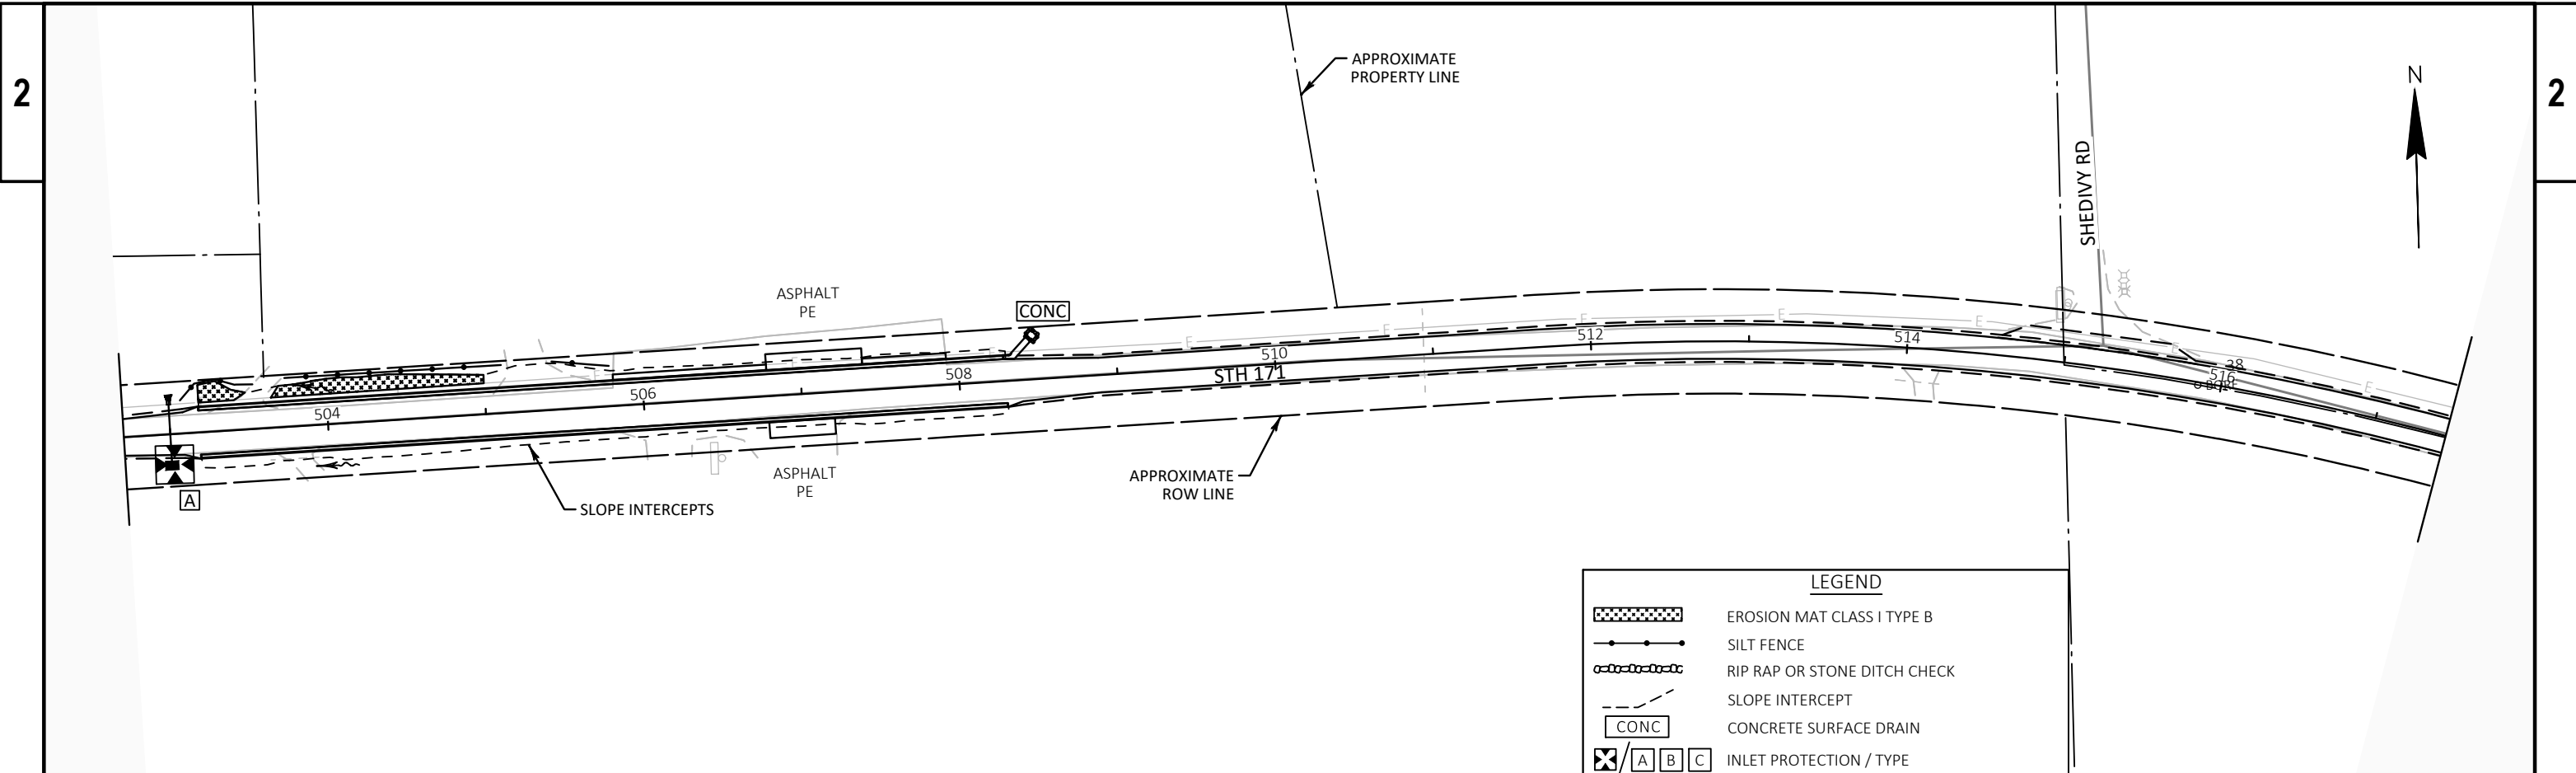 2
2
APPROXIMATE
PROPERTY LINE
N
SHEDIVY RD
ASPHALT
PE
CONC
E
E
E
E
E
E
E
E
504
506
508
510
512
514
516
38
STH 171
A
ASPHALT
PE
APPROXIMATE
ROW LINE
SLOPE INTERCEPTS
LEGEND
EROSION MAT CLASS I TYPE B
SILT FENCE
RIP RAP OR STONE DITCH CHECK
SLOPE INTERCEPT
CONC CONCRETE SURFACE DRAIN
/ A B C INLET PROTECTION / TYPE